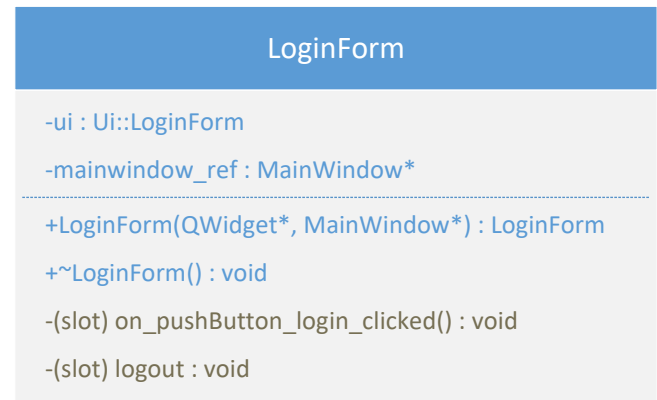 LoginForm
-ui : Ui::LoginForm
-mainwindow_ref : MainWindow*
+LoginForm(QWidget*, MainWindow*) : LoginForm
+~LoginForm() : void
-(slot) on_pushButton_login_clicked() : void
-(slot) logout : void